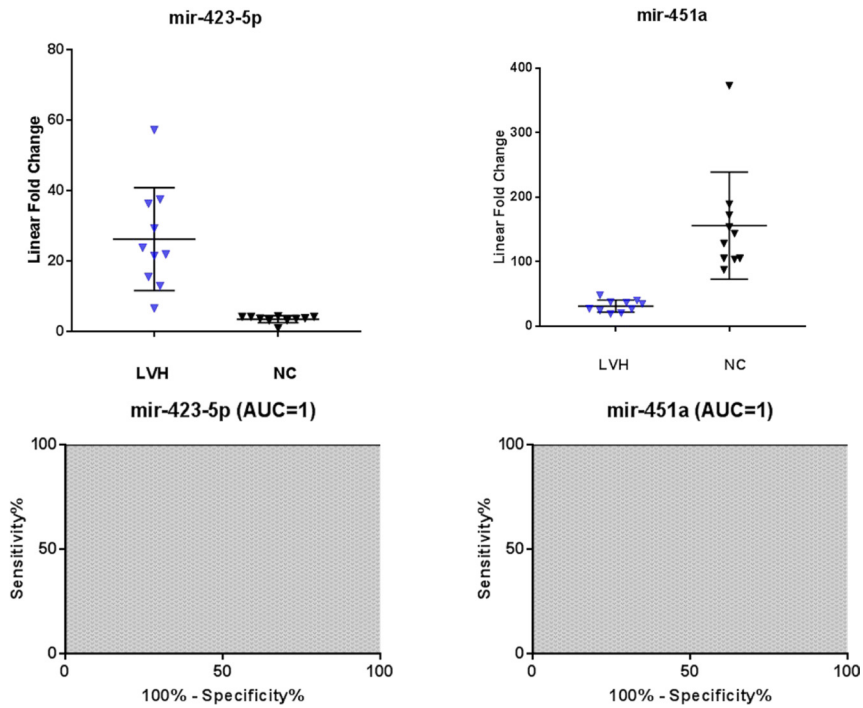 mir-423-5p
80
60
40
20
0
Linear Fold Change
LVH
NC
mir-451a
400
300
200
100
0
Linear Fold Change
LVH
NC
mir-423-5p (AUC=1)
100
50
0
Sensitivity%
0
50
100
100% - Specificity%
mir-451a (AUC=1)
100
50
0
Sensitivity%
0
50
100
100% - Specificity%